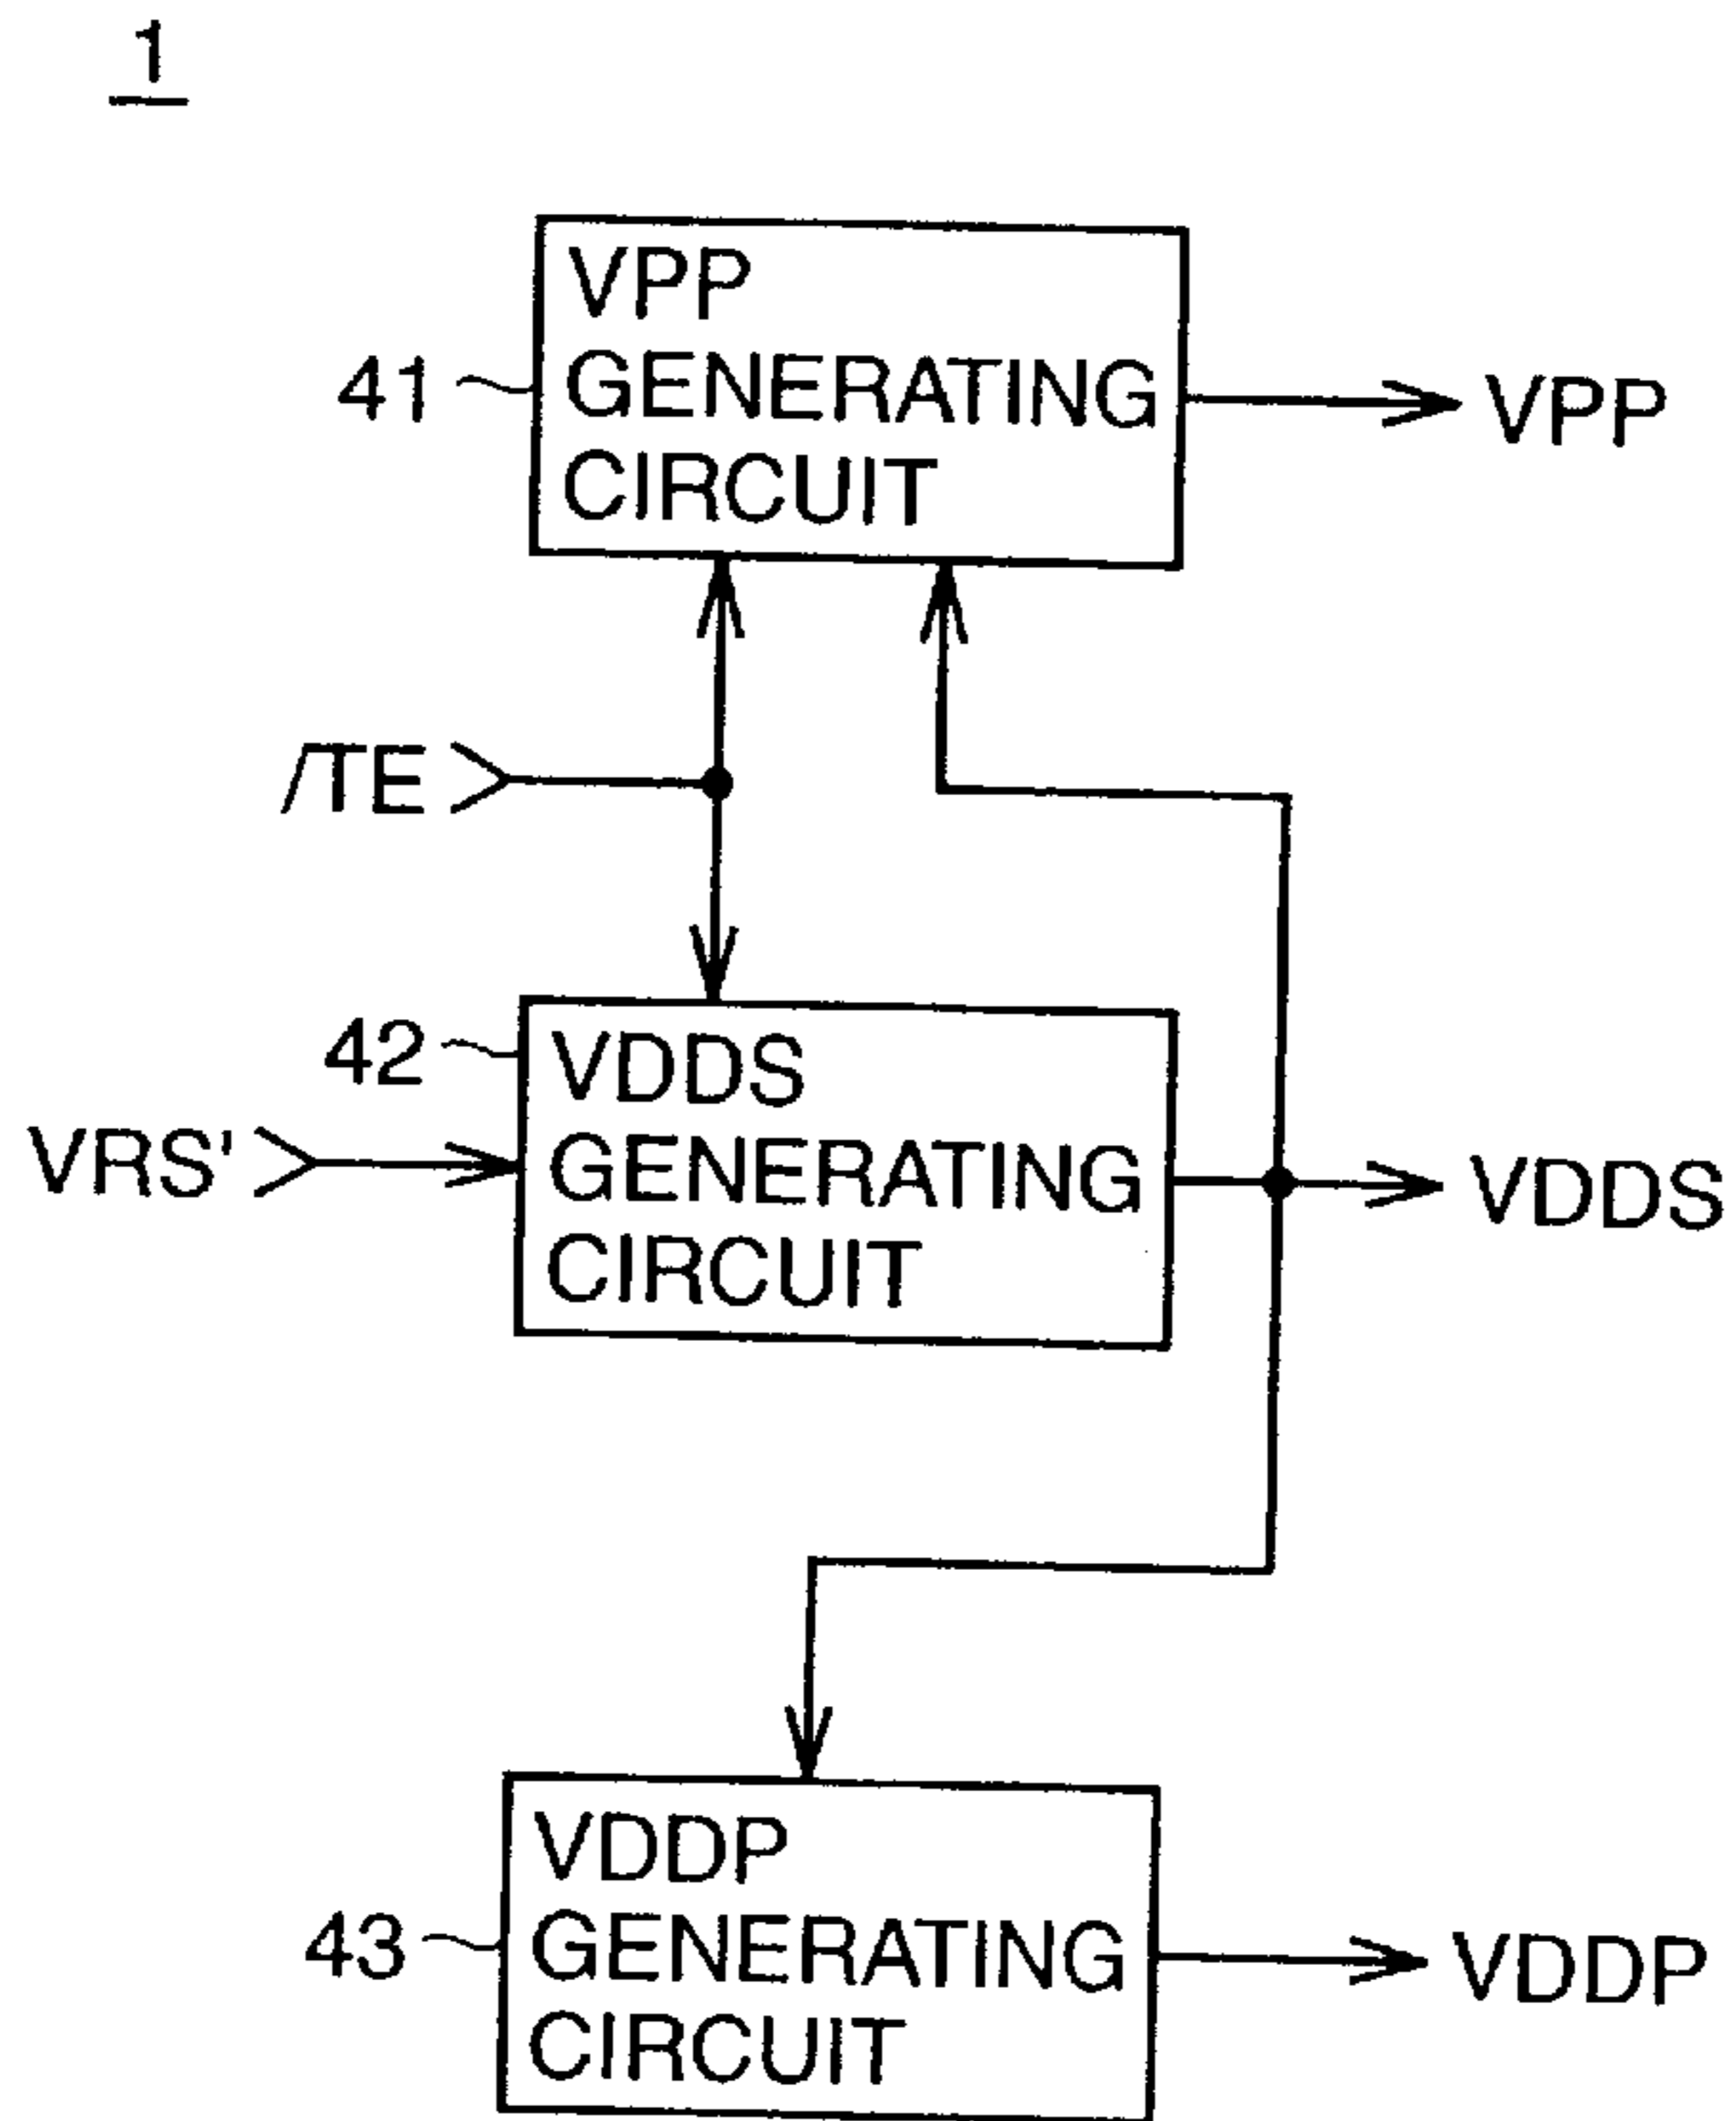 1
VPP
GENERATING
CIRCUIT
41
VPP
/TE
42
VDDS
GENERATING
CIRCUIT
VRS'
VDDS
VDDP
GENERATING
CIRCUIT
43
VDDP